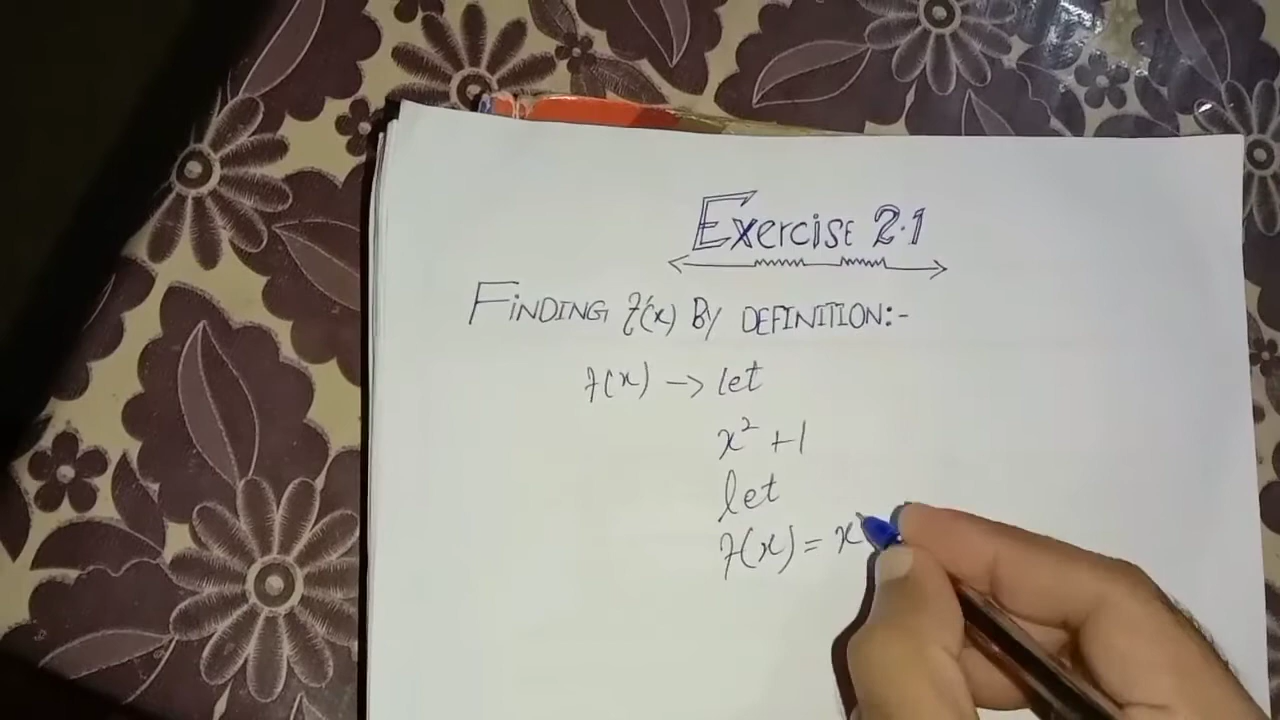 Exercise 2.1
FINDING f'(x) BY DEFINITION:-
f(x) → let
x² + 1
let
f(x) = x